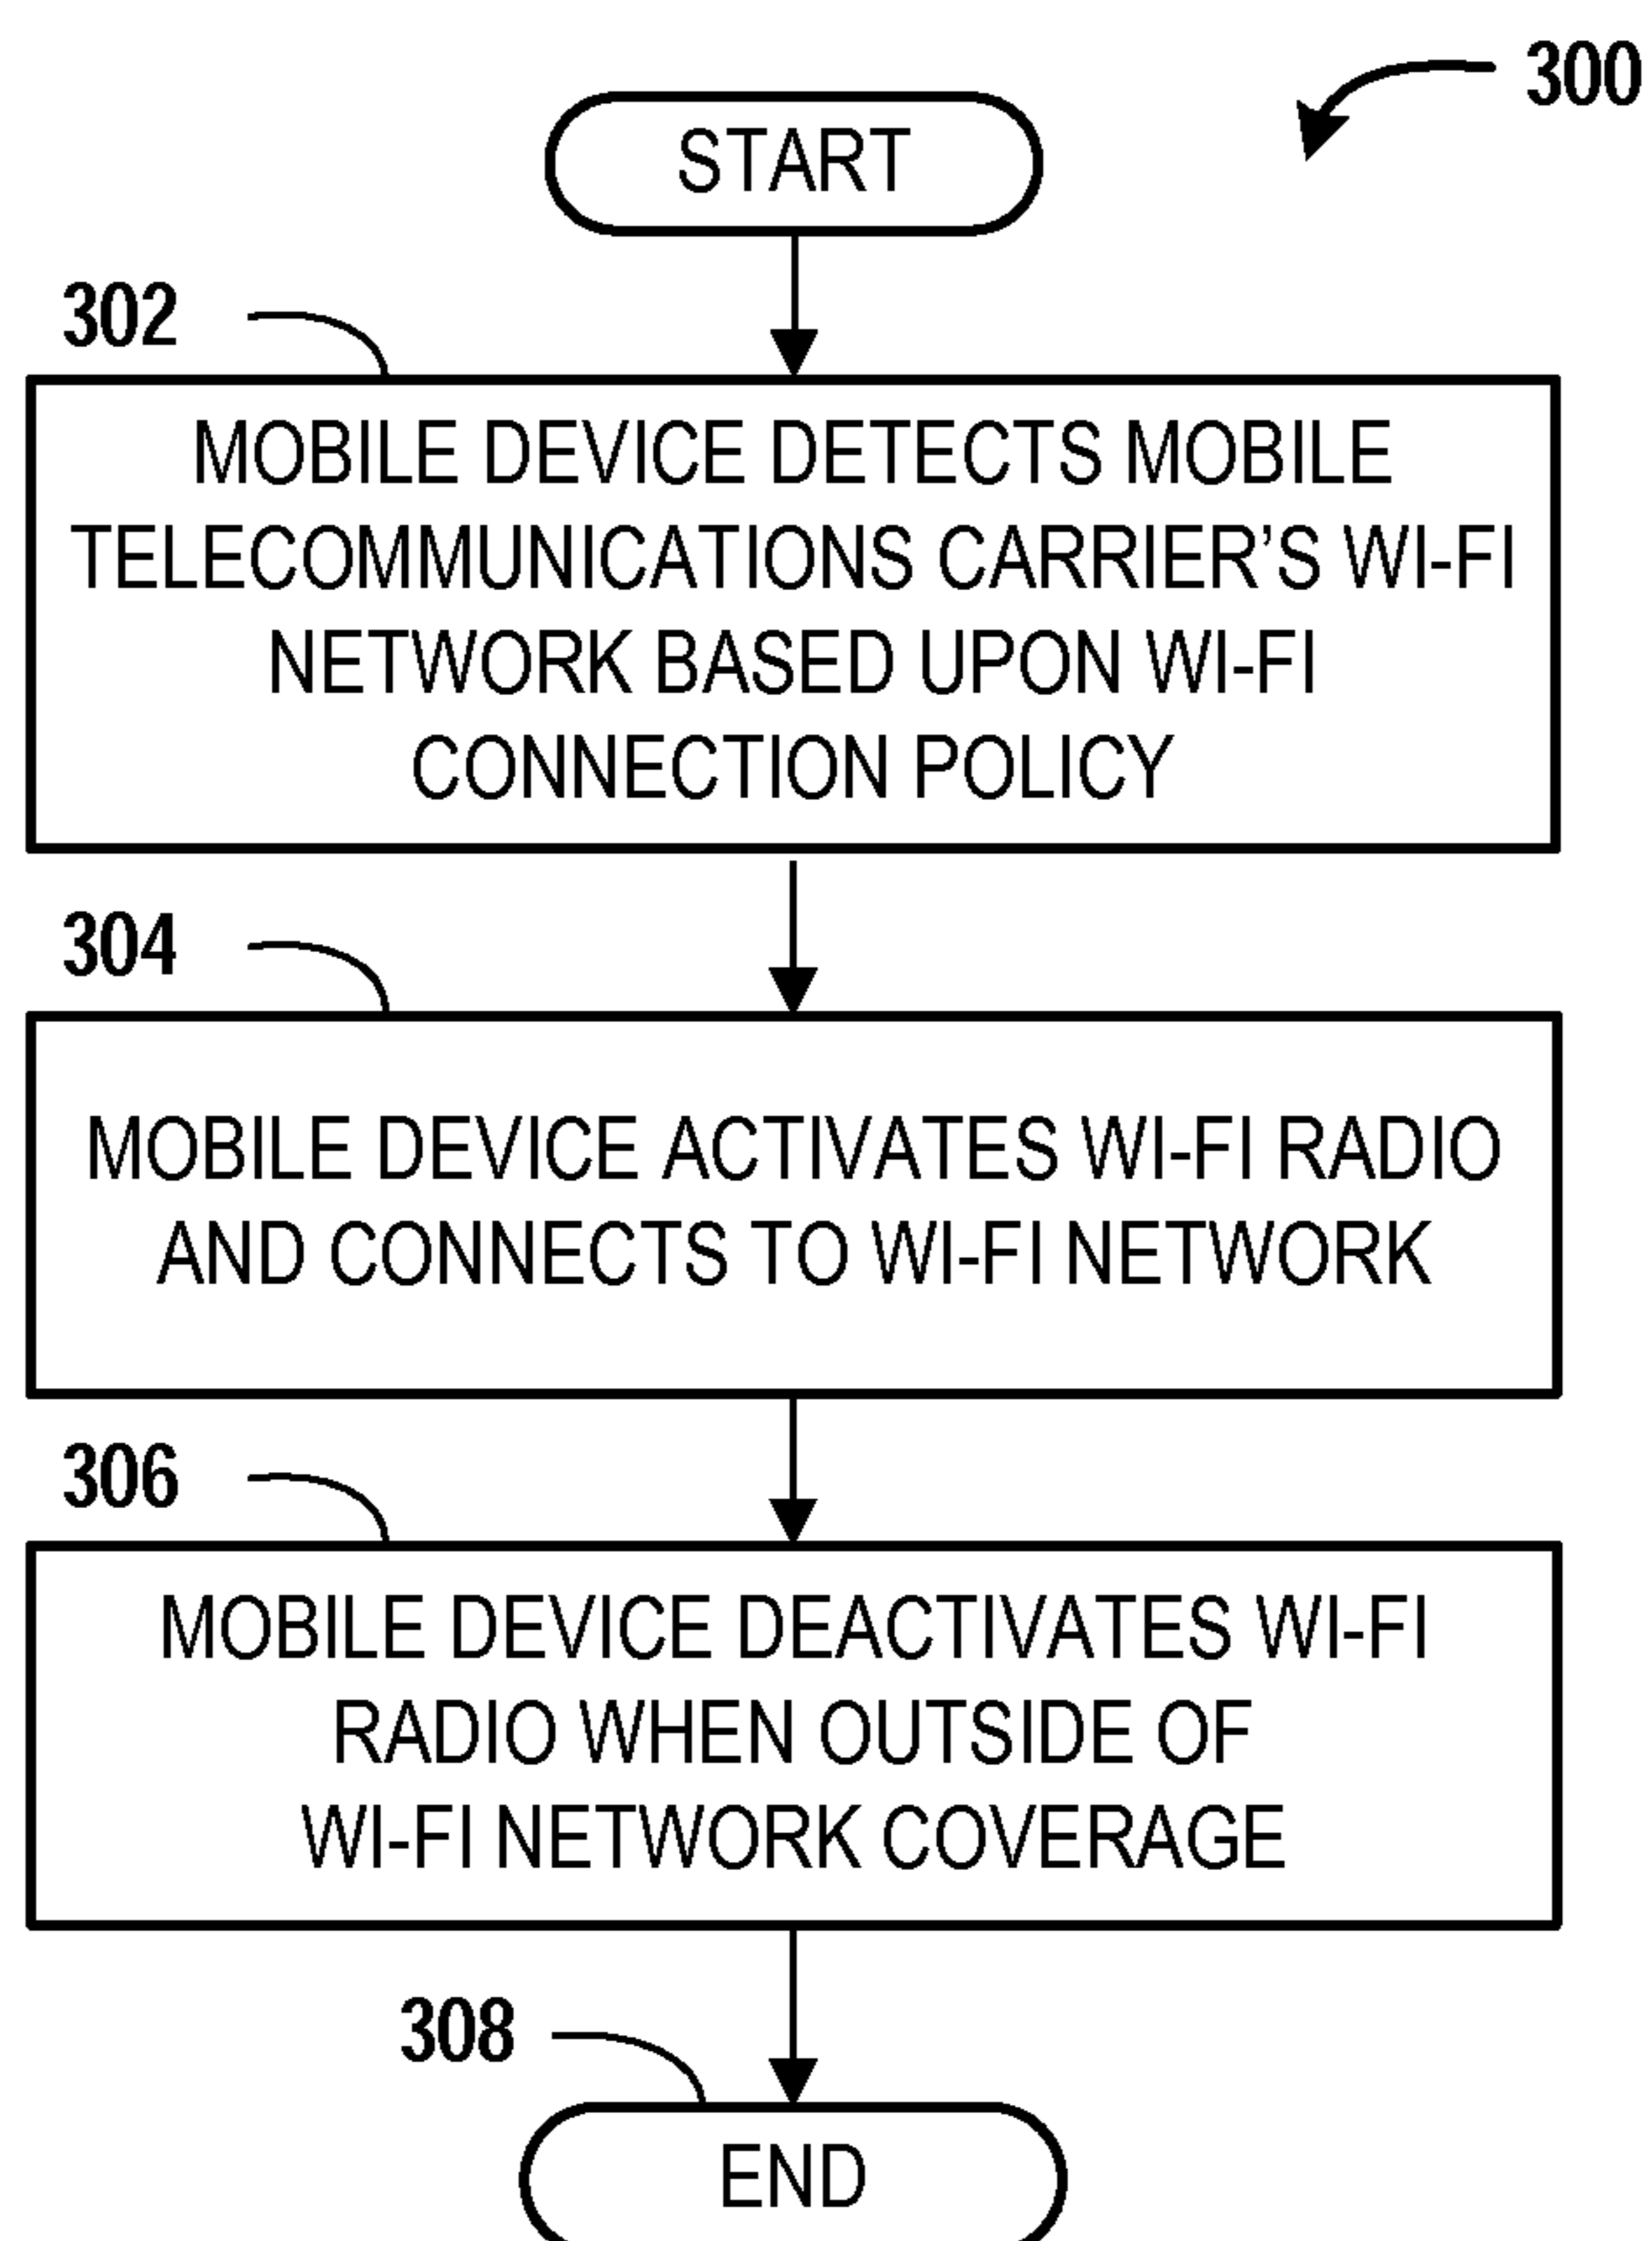 300
START
302
MOBILE DEVICE DETECTS MOBILE
TELECOMMUNICATIONS CARRIER’S WI-FI
NETWORK BASED UPON WI-FI
CONNECTION POLICY
304
MOBILE DEVICE ACTIVATES WI-FI RADIO
AND CONNECTS TO WI-FI NETWORK
306
MOBILE DEVICE DEACTIVATES WI-FI
RADIO WHEN OUTSIDE OF
WI-FI NETWORK COVERAGE
308
END